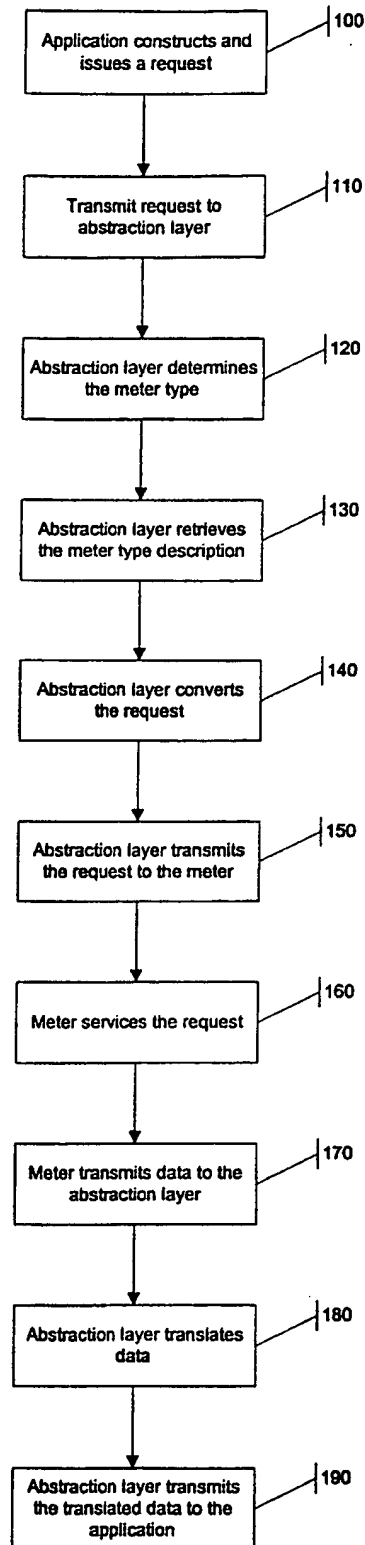 100
Application constructs and
issues a request
110
Transmit request to
abstraction layer
120
Abstraction layer determines
the meter type
130
Abstraction layer retrieves
the meter type description
140
Abstraction layer converts
the request
150
Abstraction layer transmits
the request to the meter
160
Meter services the request
170
Meter transmits data to the
abstraction layer
180
Abstraction layer translates
data
190
Abstraction layer transmits
the translated data to the
application